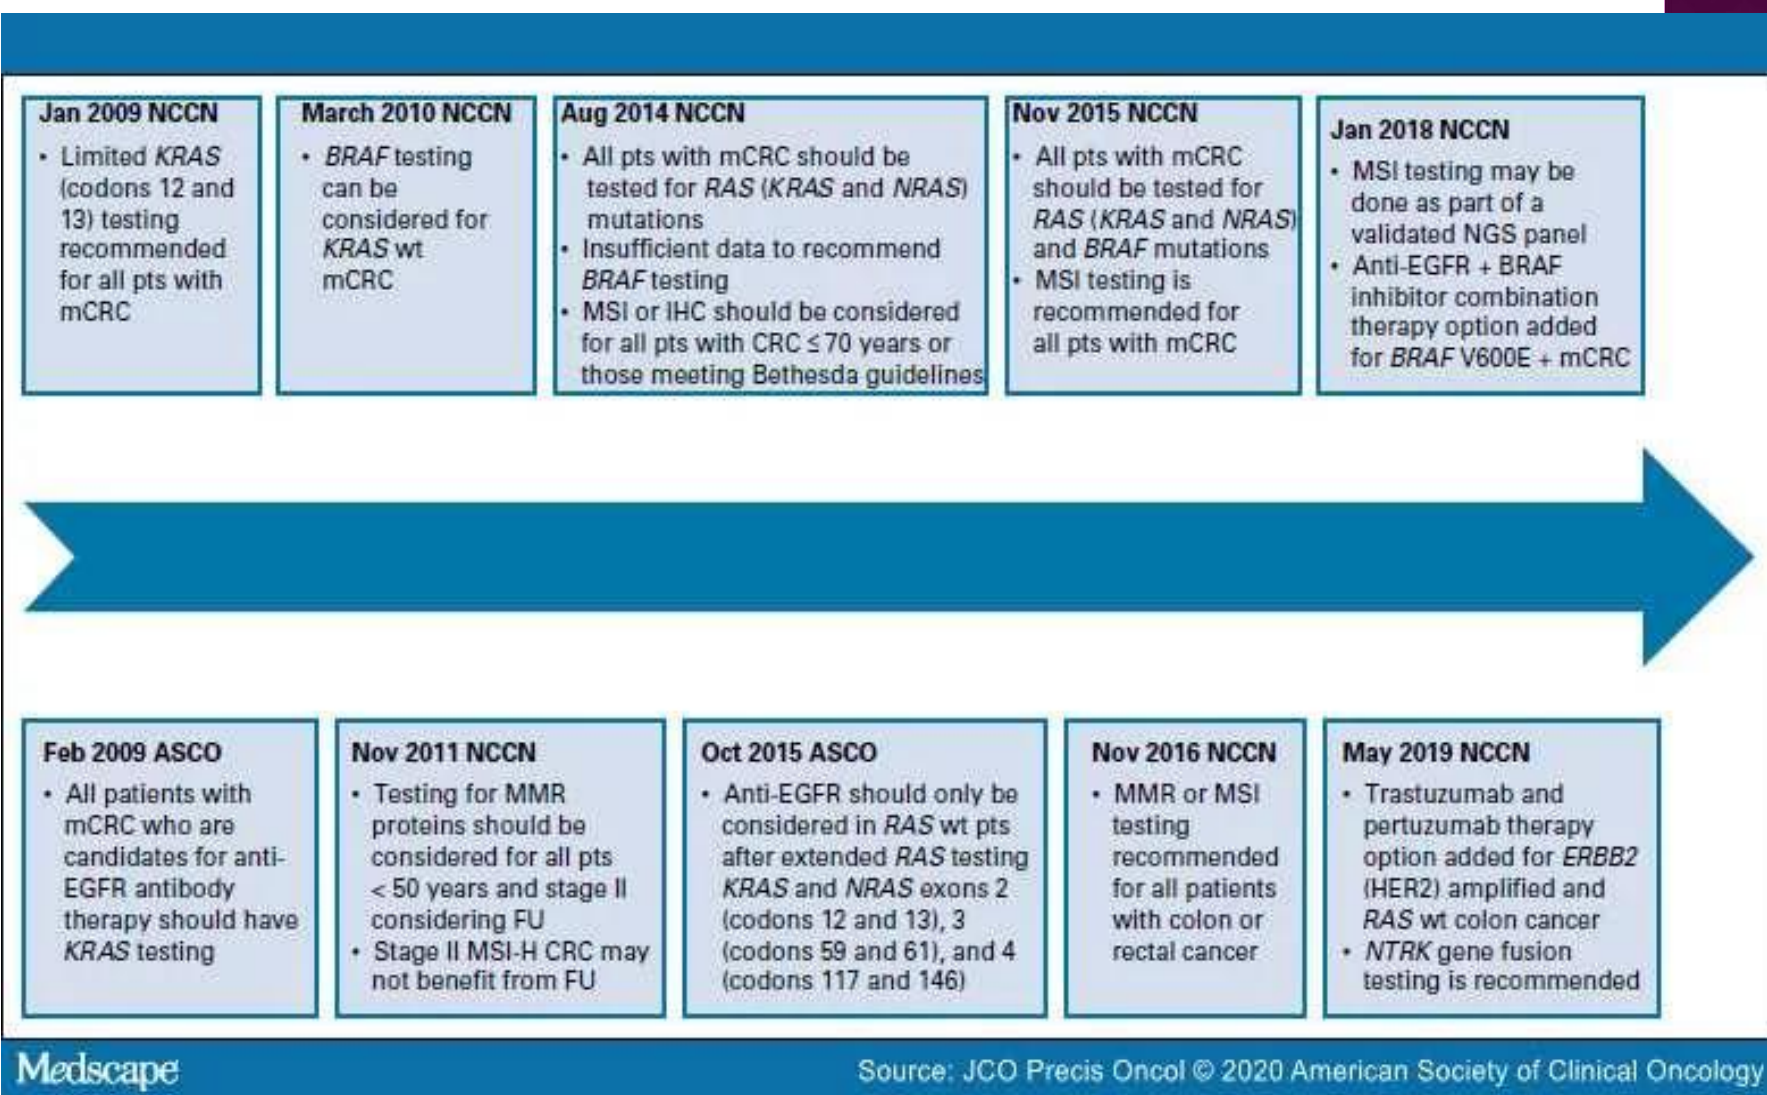 Jan 2009 NCCN
• Limited KRAS
(codons 12 and
13) testing
recommended
for all pts with
mCRC
March 2010 NCCN
• BRAF testing
can be
considered for
KRAS wt
mCRC
Aug 2014 NCCN
• All pts with mCRC should be
tested for RAS (KRAS and NRAS)
mutations
• Insufficient data to recommend
BRAF testing
• MSI or IHC should be considered
for all pts with CRC ≤ 70 years or
those meeting Bethesda guidelines
Nov 2015 NCCN
• All pts with mCRC
should be tested for
RAS (KRAS and NRAS)
and BRAF mutations
• MSI testing is
recommended for
all pts with mCRC
Jan 2018 NCCN
• MSI testing may be
done as part of a
validated NGS panel
• Anti-EGFR + BRAF
inhibitor combination
therapy option added
for BRAF V600E + mCRC
Feb 2009 ASCO
• All patients with
mCRC who are
candidates for anti-
EGFR antibody
therapy should have
KRAS testing
Nov 2011 NCCN
• Testing for MMR
proteins should be
considered for all pts
< 50 years and stage II
considering FU
• Stage II MSI-H CRC may
not benefit from FU
Oct 2015 ASCO
• Anti-EGFR should only be
considered in RAS wt pts
after extended RAS testing
KRAS and NRAS exons 2
(codons 12 and 13), 3
(codons 59 and 61), and 4
(codons 117 and 146)
Nov 2016 NCCN
• MMR or MSI
testing
recommended
for all patients
with colon or
rectal cancer
May 2019 NCCN
• Trastuzumab and
pertuzumab therapy
option added for ERBB2
(HER2) amplified and
RAS wt colon cancer
• NTRK gene fusion
testing is recommended
Medscape
Source: JCO Precis Oncol © 2020 American Society of Clinical Oncology